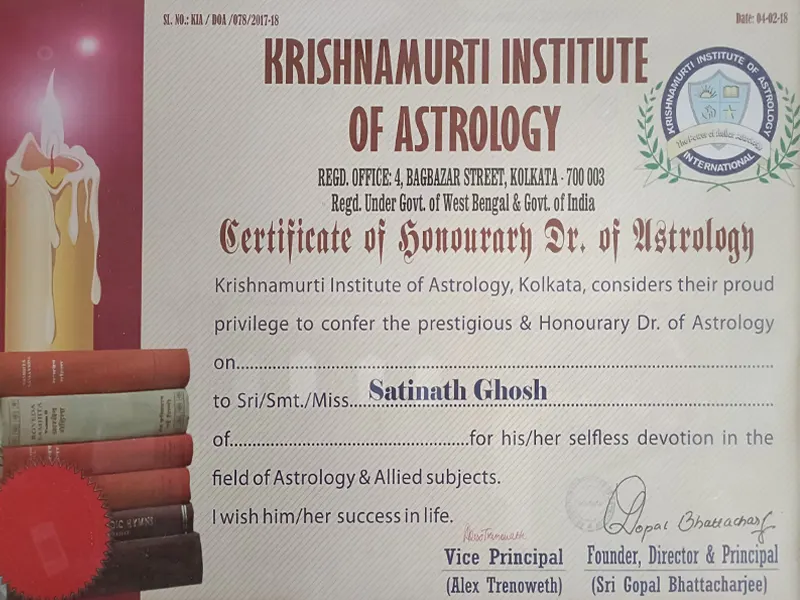 Sl. NO.: KIA / DOA /078/2017-18
Date: 04-02-18
KRISHNAMURTI INSTITUTE
OF ASTROLOGY
KRISHNAMURTI INSTITUTE OF ASTROLOGY
INTERNATIONAL
REGD. OFFICE: 4, BAGBAZAR STREET, KOLKATA - 700 003
Regd. Under Govt. of West Bengal & Govt. of India
Certificate of Honourary Dr. of Astrology
Krishnamurti Institute of Astrology, Kolkata, considers their proud
privilege to confer the prestigious & Honourary Dr. of Astrology
on....................................................................................................
to Sri/Smt./Miss....Satinath Ghosh....................................
of.............................................for his/her selfless devotion in the
field of Astrology & Allied subjects.
I wish him/her success in life.
Gopal Bhattacharj
Vice Principal
(Alex Trenoweth)
Founder, Director & Principal
(Sri Gopal Bhattacharjee)